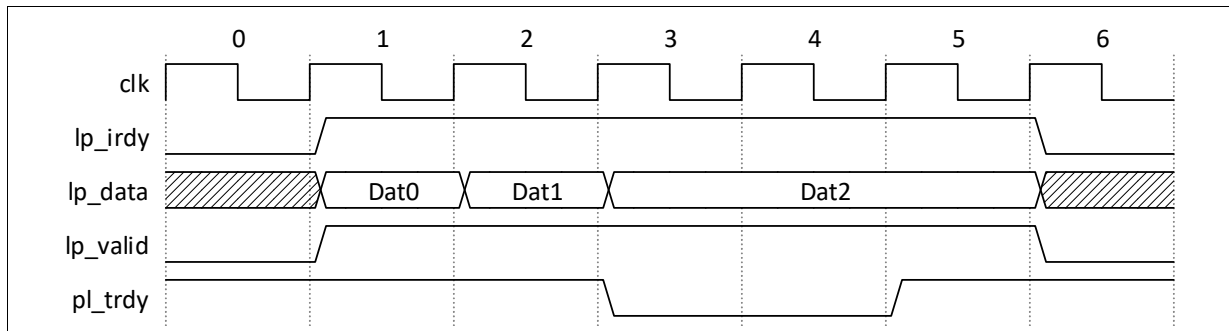 0 1 2 3 4 5 6
clk
lp_irdy
lp_data Dat0 Dat1 Dat2
lp_valid
pl_trdy